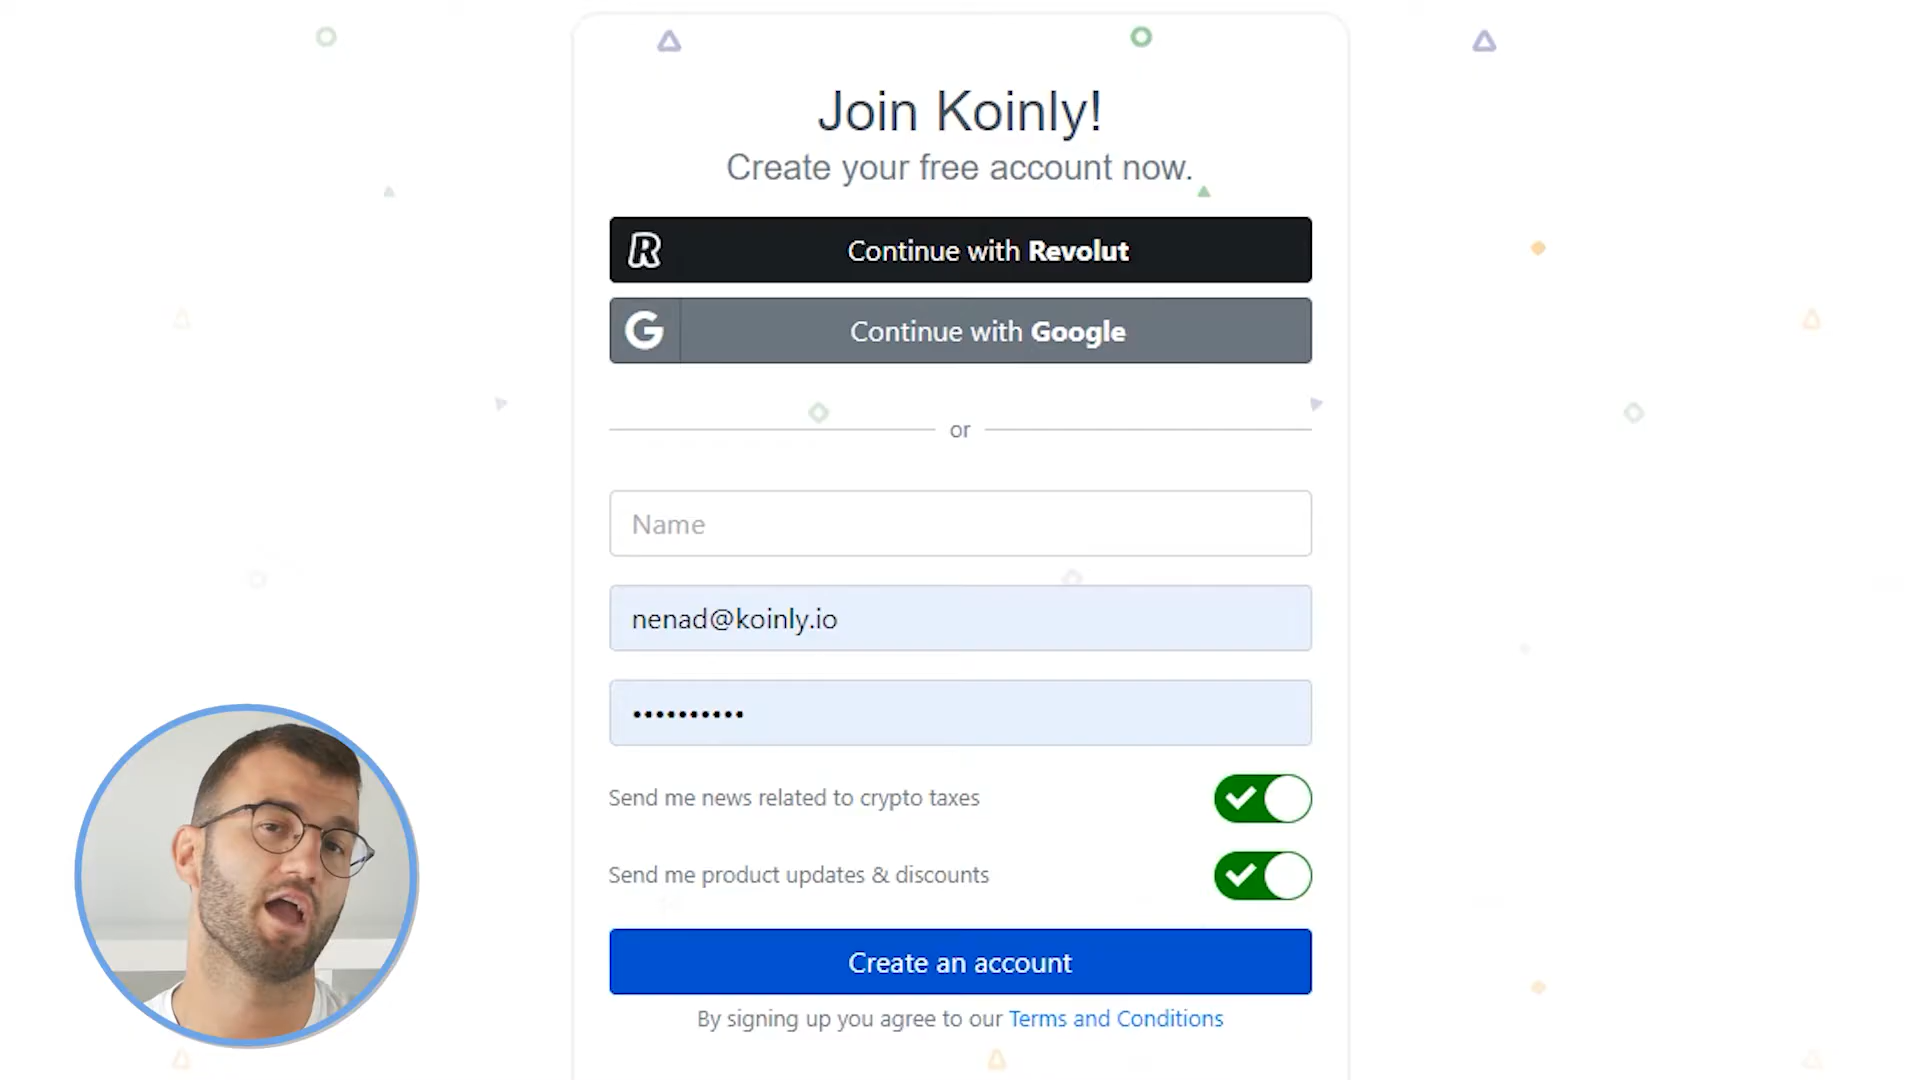 Join Koinly!
Create your free account now.
R Continue with Revolut
G Continue with Google
or
Name
nenad@koinly.io
••••••••••
Send me news related to crypto taxes
Send me product updates & discounts
Create an account
By signing up you agree to our Terms and Conditions